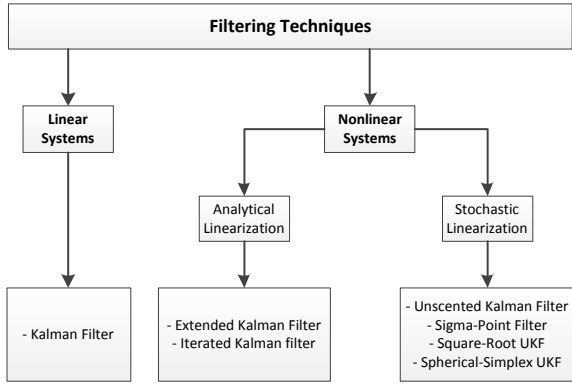 Filtering Techniques
Linear
Systems
Nonlinear
Systems
Analytical
Linearization
Stochastic
Linearization
- Kalman Filter
- Extended Kalman Filter
- Iterated Kalman filter
- Unscented Kalman Filter
- Sigma-Point Filter
- Square-Root UKF
- Spherical-Simplex UKF